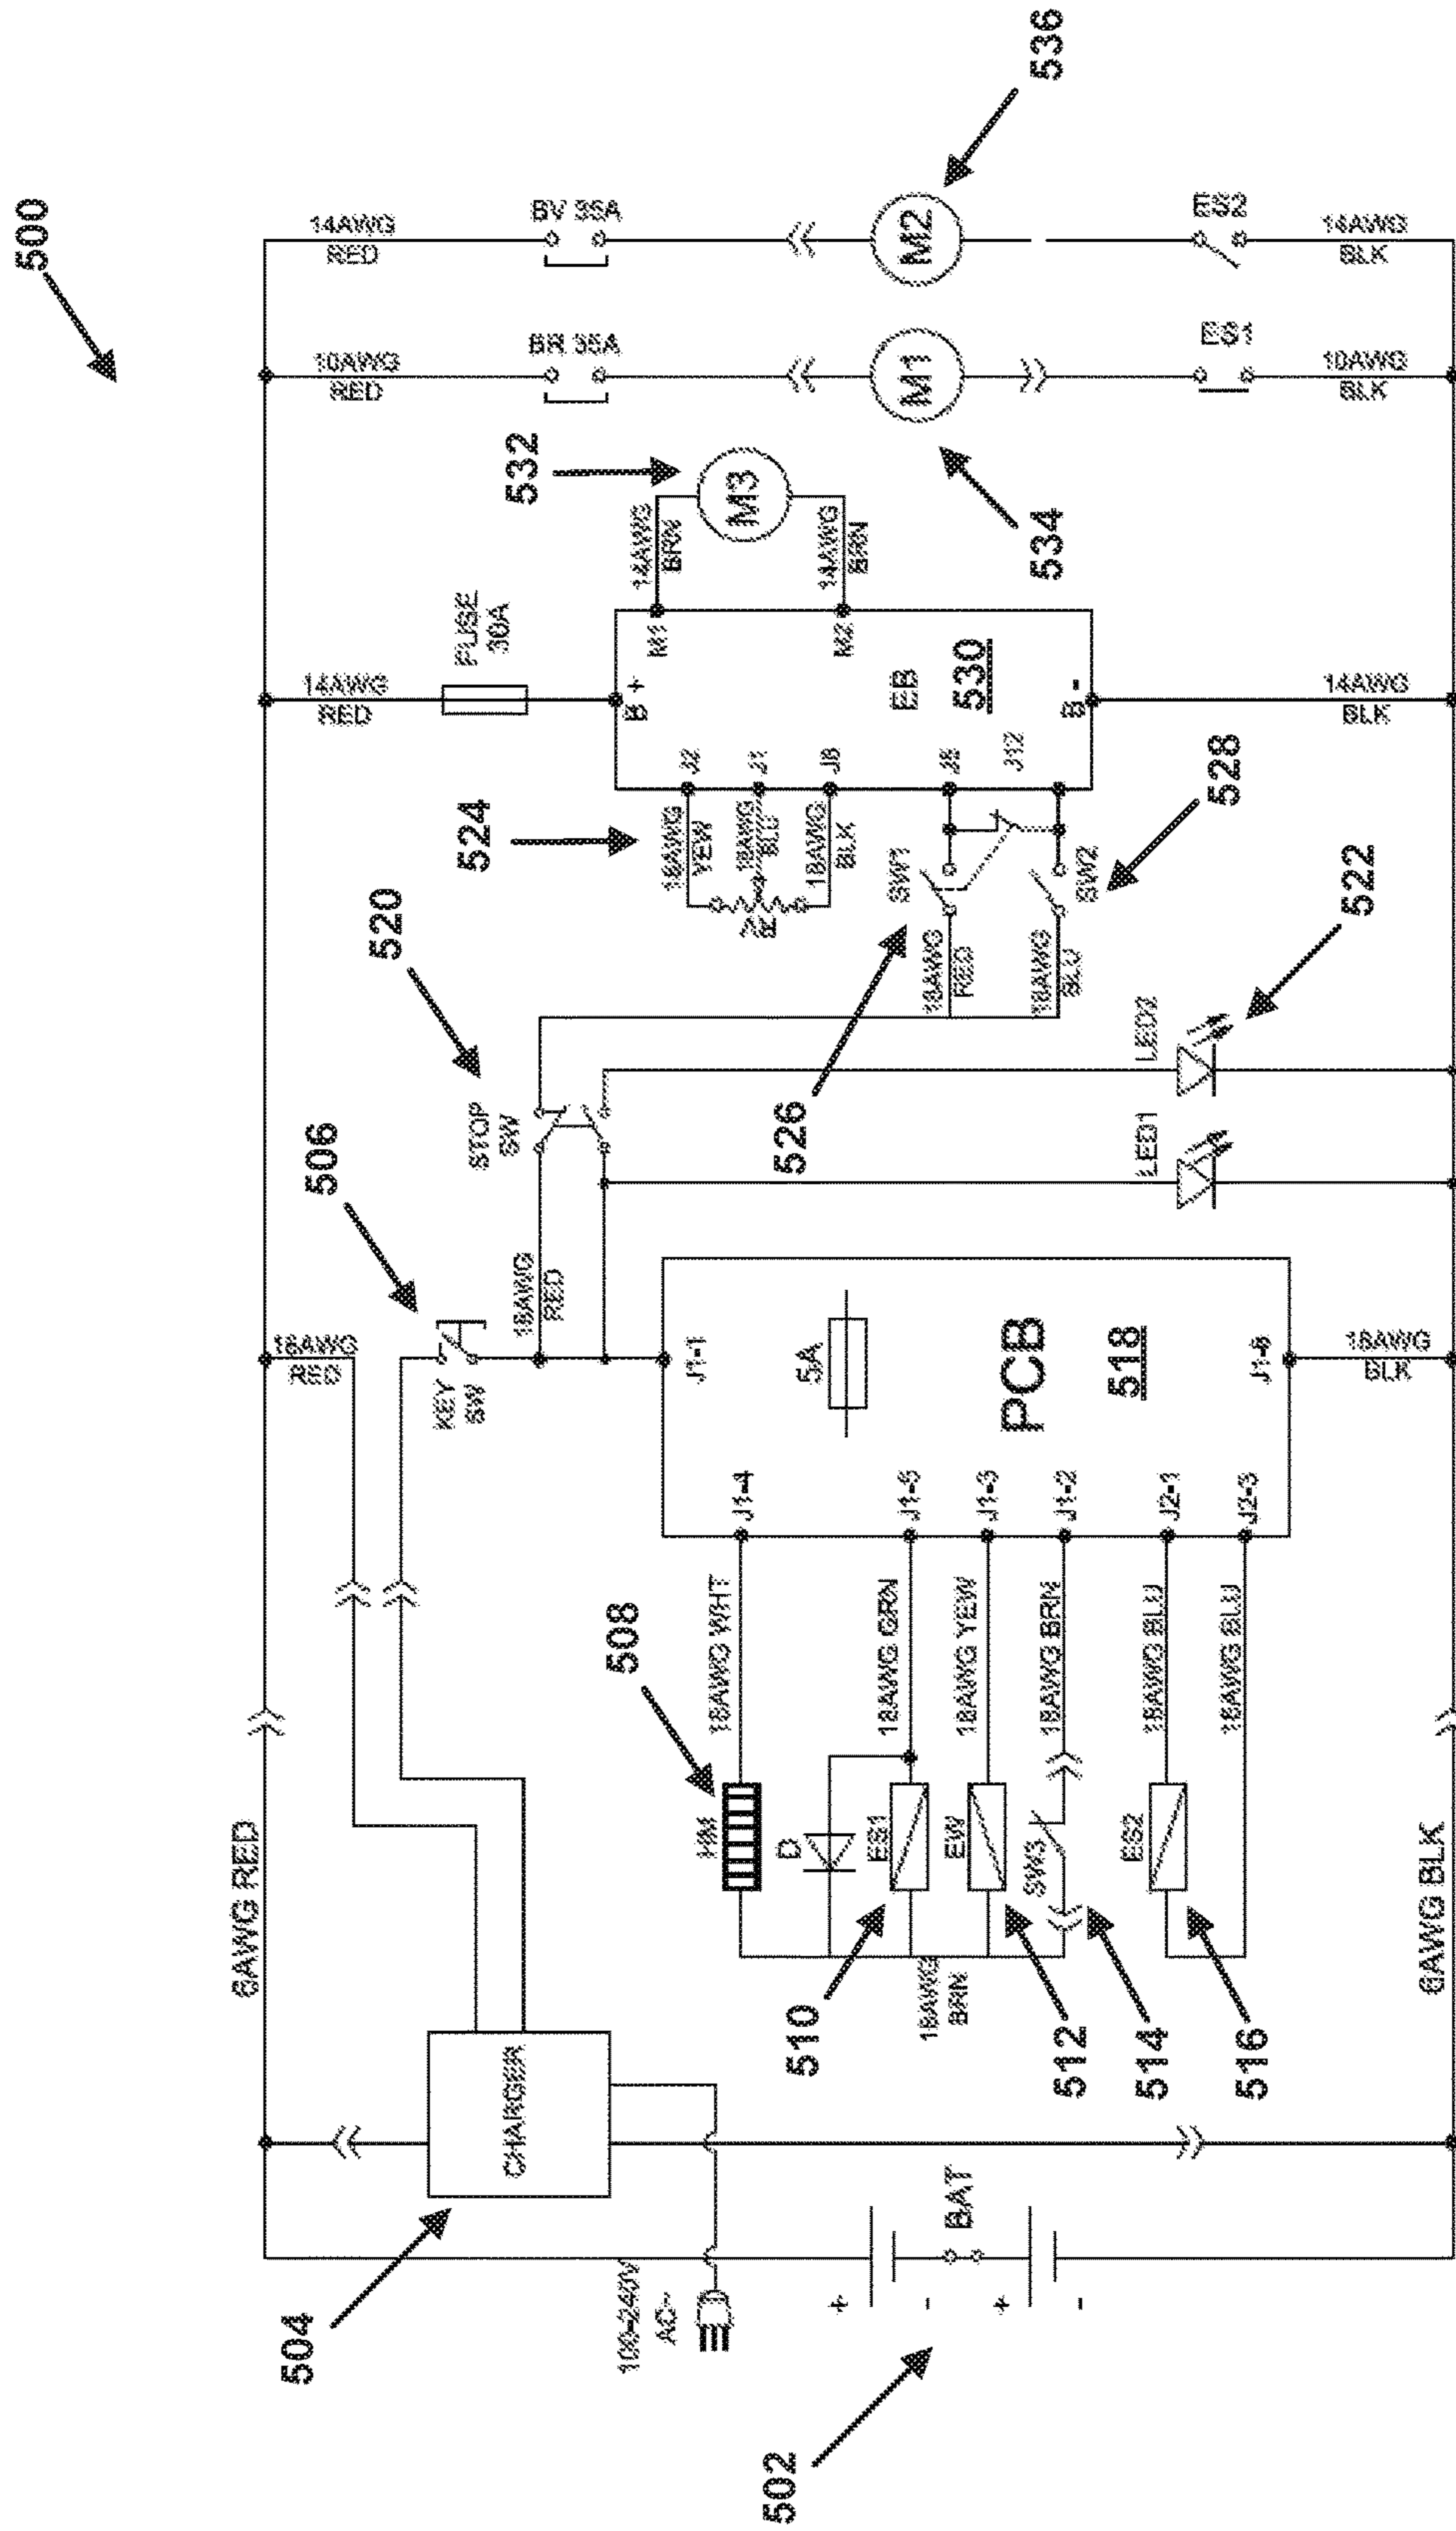 500
14AWG
RED
BV 35A
M2
536
ES2
14AWG
BLK
10AWG
RED
BR 35A
M1
534
ES1
10AWG
BLK
532
M3
14AWG
BRN
14AWG
BRN
14AWG
RED
FUSE
30A
B +
M1
M2
EB
530
B -
J2
J1
J8
J12
14AWG
BLK
524
18AWG
YEW
18AWG
BLU
18AWG
BLK
SW1
SW2
528
526
18AWG
RED
18AWG
BLU
520
STOP
SW
LED2
522
LED1
506
KEY
SW
18AWG
RED
18AWG
RED
J1-1
5A
PCB
518
J1-6
18AWG
BLK
J1-4
J1-5
J1-3
J1-2
J2-1
J2-3
508
18AWG WHT
18AWG GRN
18AWG YEW
18AWG BRN
18AWG BLU
18AWG BLU
HM
D
ES1
EW
SW3
ES2
510
18AWG
BRN
512
514
516
6AWG RED
6AWG BLK
CHARGER
504
100-240V
AC~
+
-
BAT
+
-
502